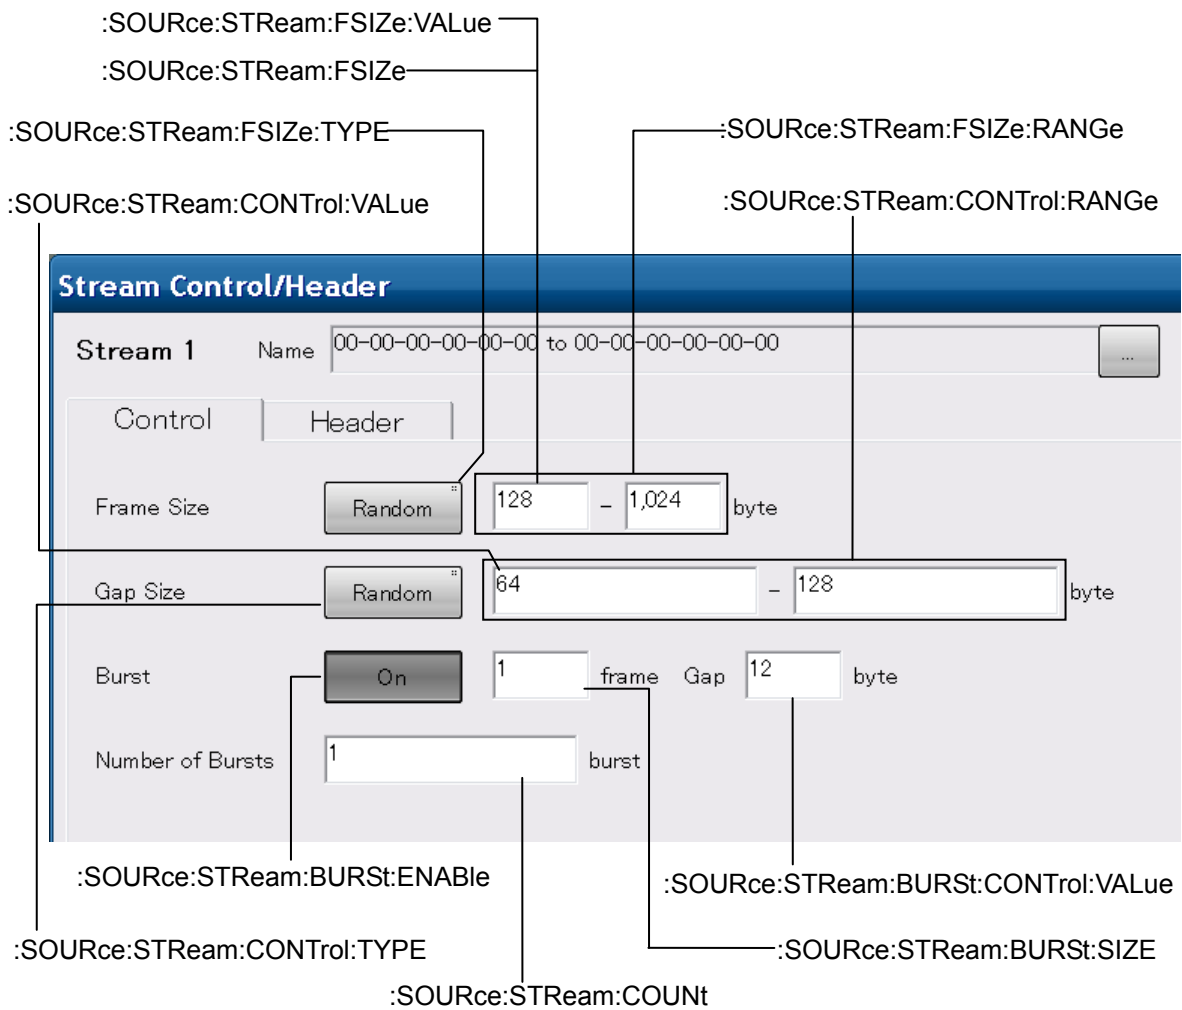 :SOURce:STReam:FSIZe:VALue
:SOURce:STReam:FSIZe
:SOURce:STReam:FSIZe:TYPE :SOURce:STReam:FSIZe:RANGe
:SOURce:STReam:CONTrol:VALue :SOURce:STReam:CONTrol:RANGe
Stream Control/Header
Stream 1 Name 00-00-00-00-00-00 to 00-00-00-00-00-00 ...
Control Header
Frame Size Random 128 – 1,024 byte
Gap Size Random 64 – 128 byte
Burst On 1 frame Gap 12 byte
Number of Bursts 1 burst
:SOURce:STReam:BURSt:ENABle :SOURce:STReam:BURSt:CONTrol:VALue
:SOURce:STReam:CONTrol:TYPE :SOURce:STReam:BURSt:SIZE
:SOURce:STReam:COUNt